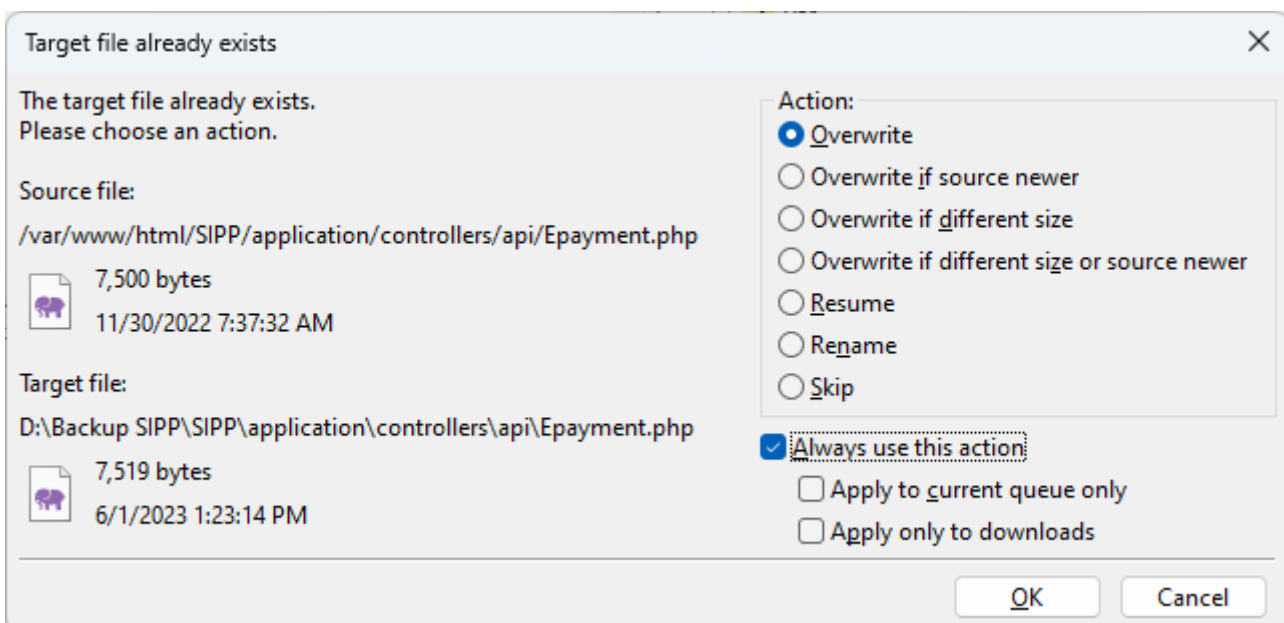 Target file already exists
The target file already exists.
Please choose an action.
Source file:
/var/www/html/SIPP/application/controllers/api/Epayment.php
7,500 bytes
11/30/2022 7:37:32 AM
Target file:
D:\Backup SIPP\SIPP\application\controllers\api\Epayment.php
7,519 bytes
6/1/2023 1:23:14 PM
Action:
Overwrite
Overwrite if source newer
Overwrite if different size
Overwrite if different size or source newer
Resume
Rename
Skip
Always use this action
Apply to current queue only
Apply only to downloads
OK
Cancel